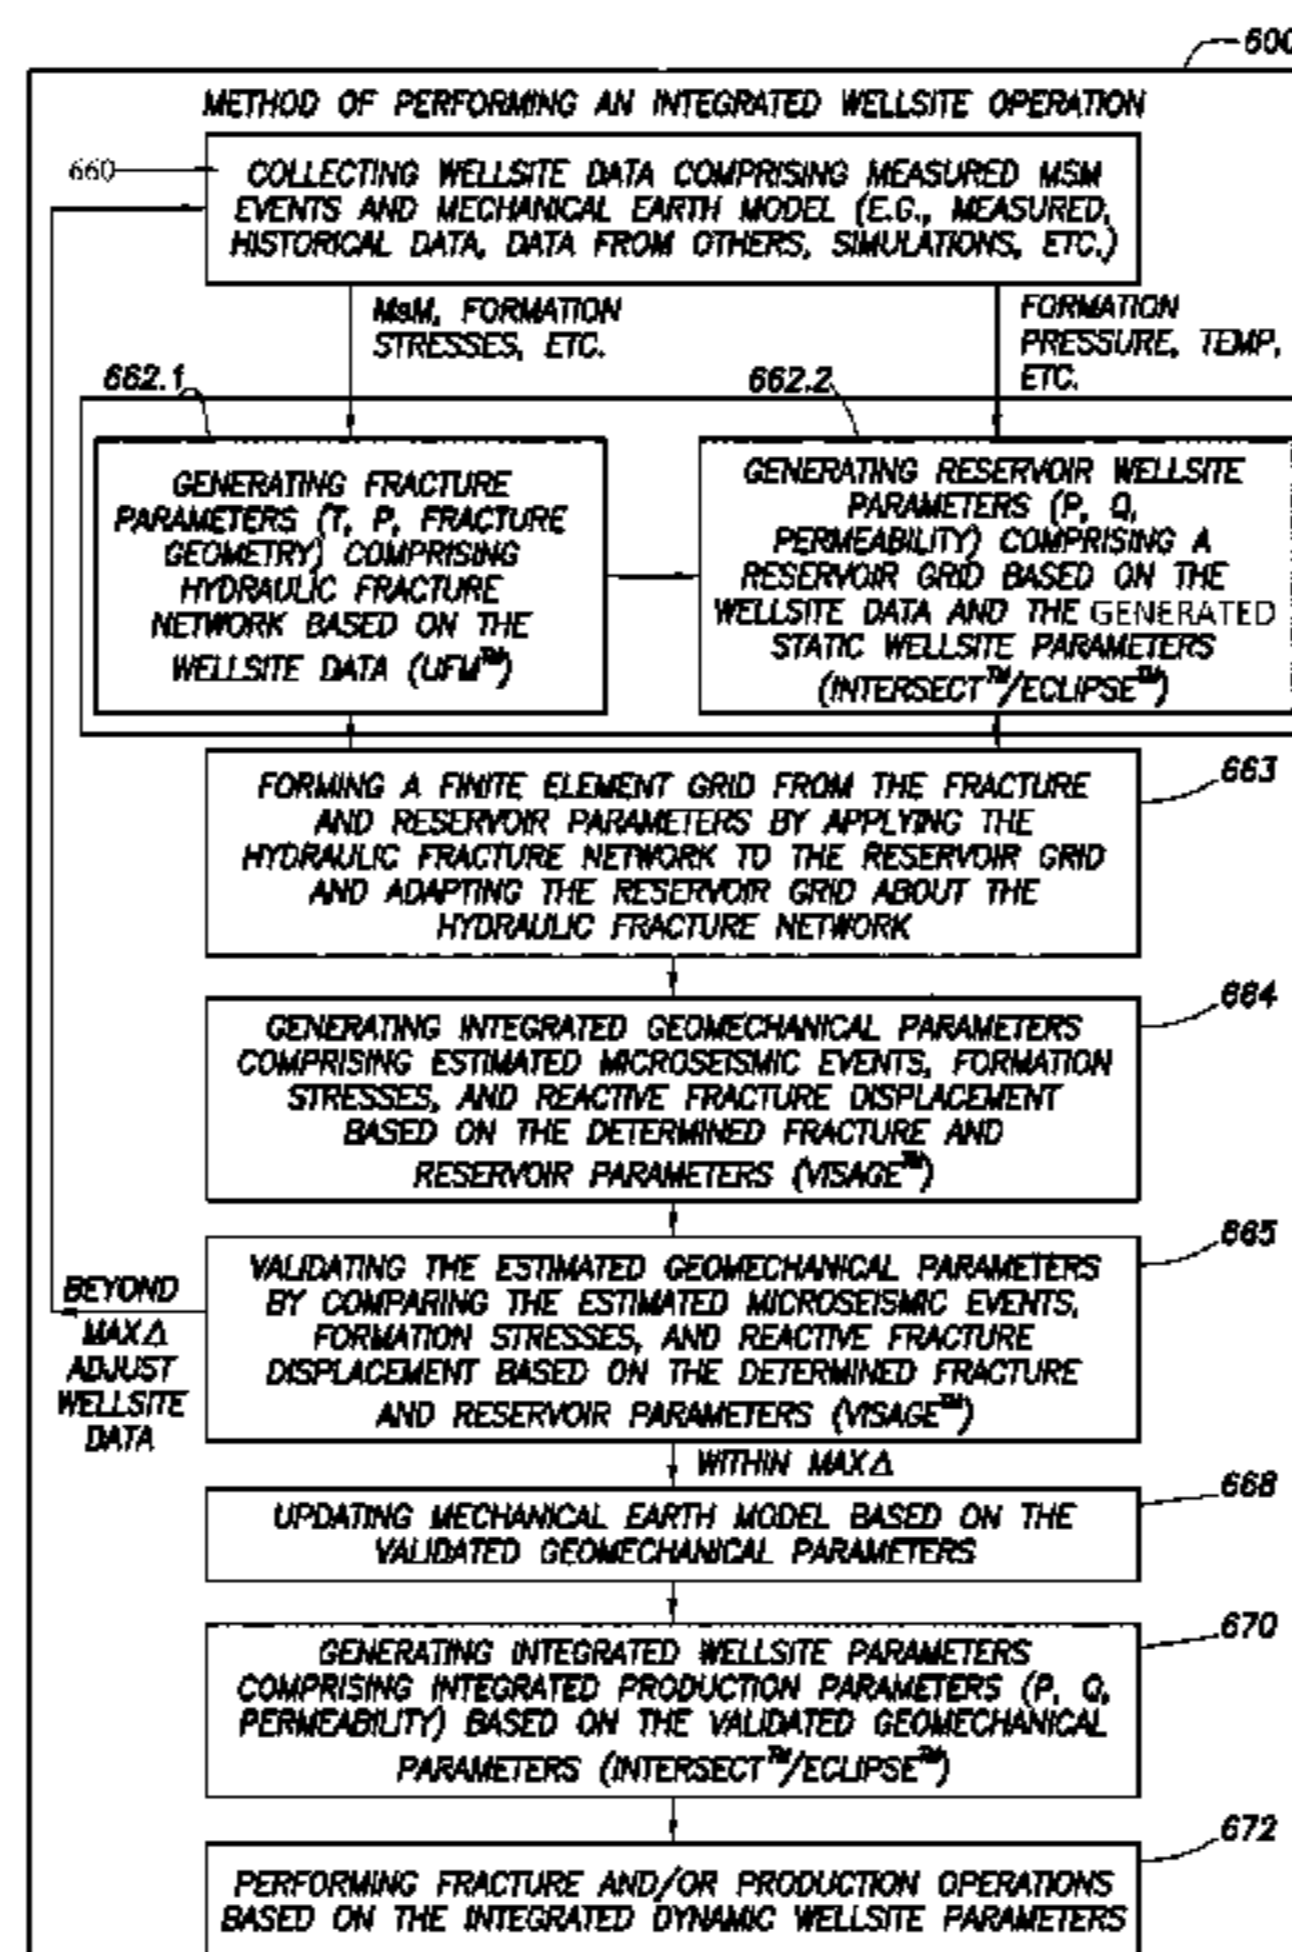 600
METHOD OF PERFORMING AN INTEGRATED WELLSITE OPERATION
660
COLLECTING WELLSITE DATA COMPRISING MEASURED MSM
EVENTS AND MECHANICAL EARTH MODEL (E.G., MEASURED,
HISTORICAL DATA, DATA FROM OTHERS, SIMULATIONS, ETC.)
MsM, FORMATION
STRESSES, ETC.
FORMATION
PRESSURE, TEMP,
ETC.
662.1
662.2
GENERATING FRACTURE
PARAMETERS (T, P, FRACTURE
GEOMETRY) COMPRISING
HYDRAULIC FRACTURE
NETWORK BASED ON THE
WELLSITE DATA (UFM™)
GENERATING RESERVOIR WELLSITE
PARAMETERS (P, Q,
PERMEABILITY) COMPRISING A
RESERVOIR GRID BASED ON THE
WELLSITE DATA AND THE GENERATED
STATIC WELLSITE PARAMETERS
(INTERSECT™/ECLIPSE™)
663
FORMING A FINITE ELEMENT GRID FROM THE FRACTURE
AND RESERVOIR PARAMETERS BY APPLYING THE
HYDRAULIC FRACTURE NETWORK TO THE RESERVOIR GRID
AND ADAPTING THE RESERVOIR GRID ABOUT THE
HYDRAULIC FRACTURE NETWORK
664
GENERATING INTEGRATED GEOMECHANICAL PARAMETERS
COMPRISING ESTIMATED MICROSEISMIC EVENTS, FORMATION
STRESSES, AND REACTIVE FRACTURE DISPLACEMENT
BASED ON THE DETERMINED FRACTURE AND
RESERVOIR PARAMETERS (VISAGE™)
665
VALIDATING THE ESTIMATED GEOMECHANICAL PARAMETERS
BY COMPARING THE ESTIMATED MICROSEISMIC EVENTS,
FORMATION STRESSES, AND REACTIVE FRACTURE
DISPLACEMENT BASED ON THE DETERMINED FRACTURE
AND RESERVOIR PARAMETERS (VISAGE™)
BEYOND
MAX Δ
ADJUST
WELLSITE
DATA
WITHIN MAX Δ
668
UPDATING MECHANICAL EARTH MODEL BASED ON THE
VALIDATED GEOMECHANICAL PARAMETERS
670
GENERATING INTEGRATED WELLSITE PARAMETERS
COMPRISING INTEGRATED PRODUCTION PARAMETERS (P, Q,
PERMEABILITY) BASED ON THE VALIDATED GEOMECHANICAL
PARAMETERS (INTERSECT™/ECLIPSE™)
672
PERFORMING FRACTURE AND/OR PRODUCTION OPERATIONS
BASED ON THE INTEGRATED DYNAMIC WELLSITE PARAMETERS